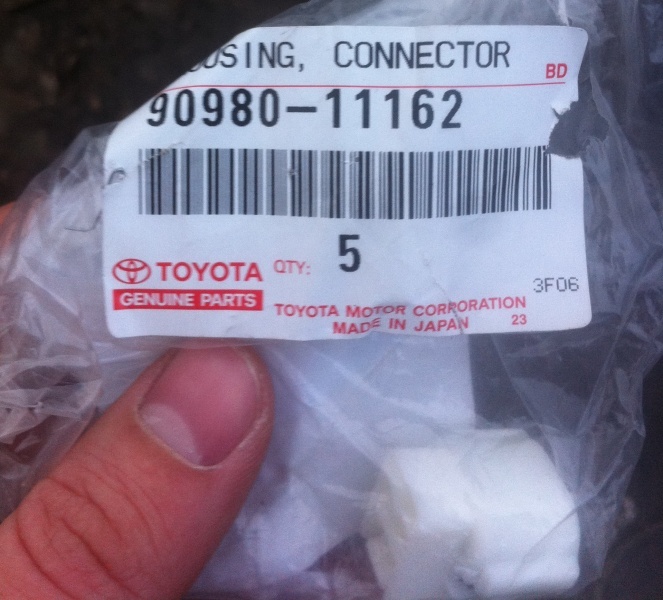 OUSING, CONNECTOR
BD
90980-11162
QTY: 5
TOYOTA
GENUINE PARTS
3F06
TOYOTA MOTOR CORPORATION
MADE IN JAPAN 23